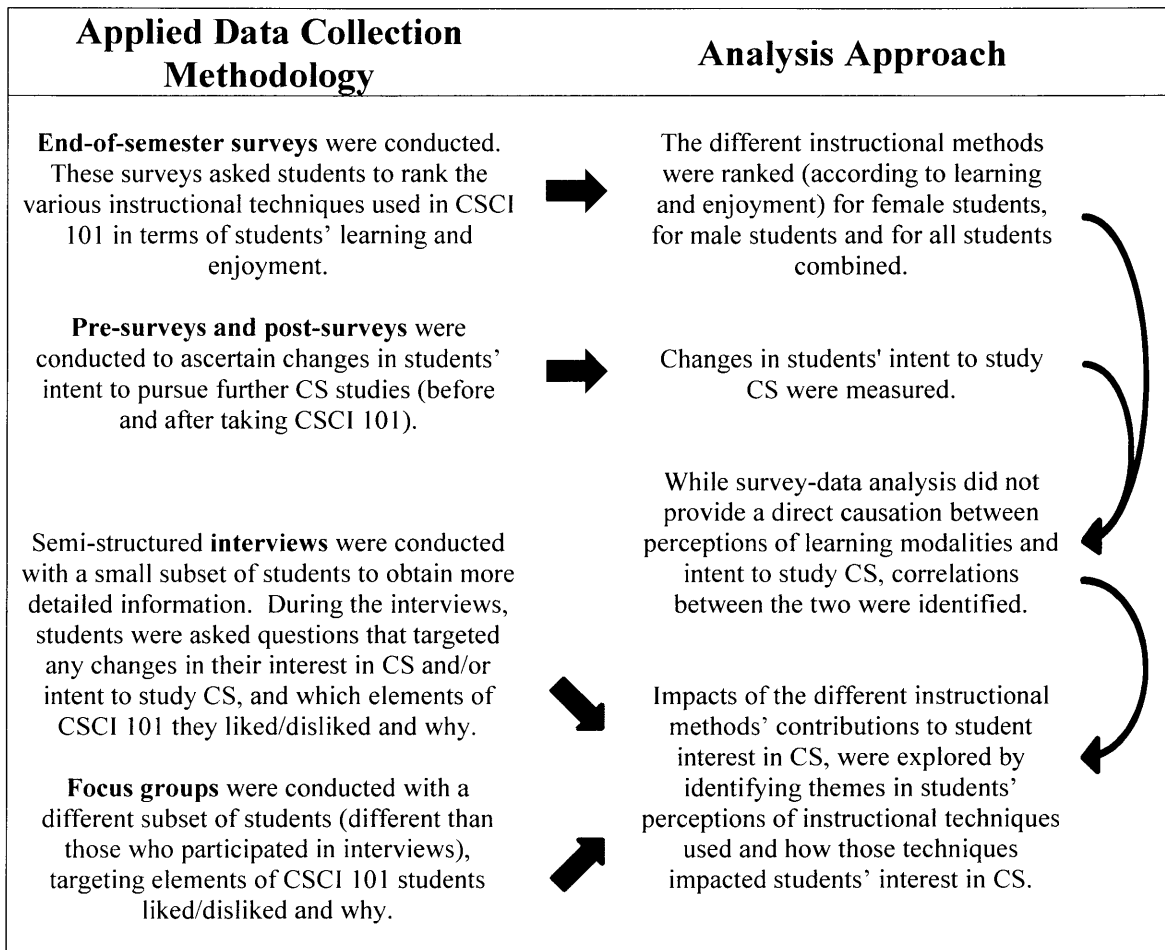 Applied Data Collection
Methodology
Analysis Approach
End-of-semester surveys were conducted.
These surveys asked students to rank the
various instructional techniques used in CSCI
101 in terms of students' learning and
enjoyment.
The different instructional methods
were ranked (according to learning
and enjoyment) for female students,
for male students and for all students
combined.
Pre-surveys and post-surveys were
conducted to ascertain changes in students'
intent to pursue further CS studies (before
and after taking CSCI 101).
Changes in students' intent to study
CS were measured.
While survey-data analysis did not
provide a direct causation between
perceptions of learning modalities and
intent to study CS, correlations
between the two were identified.
Semi-structured interviews were conducted
with a small subset of students to obtain more
detailed information. During the interviews,
students were asked questions that targeted
any changes in their interest in CS and/or
intent to study CS, and which elements of
CSCI 101 they liked/disliked and why.
Focus groups were conducted with a
different subset of students (different than
those who participated in interviews),
targeting elements of CSCI 101 students
liked/disliked and why.
Impacts of the different instructional
methods' contributions to student
interest in CS, were explored by
identifying themes in students'
perceptions of instructional techniques
used and how those techniques
impacted students' interest in CS.